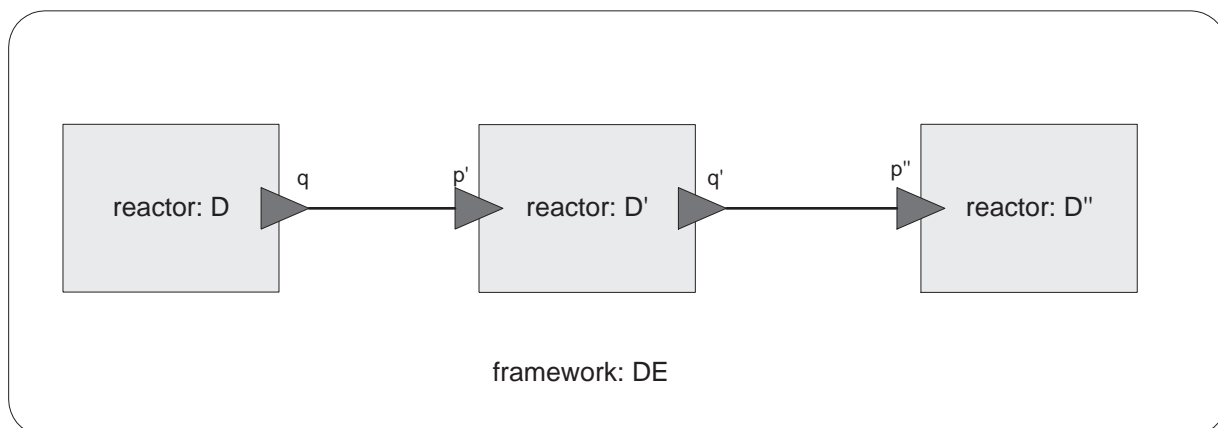 reactor: D
q
p'
reactor: D'
q'
p''
reactor: D''
framework: DE